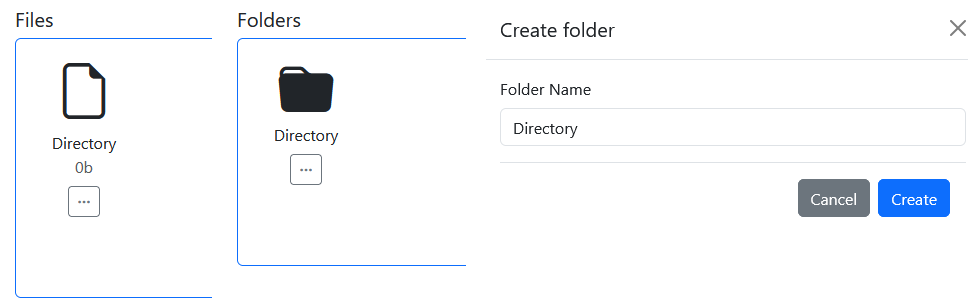 Files
Directory
0b
...
Folders
Directory
...
Create folder
Folder Name
Directory
Cancel
Create